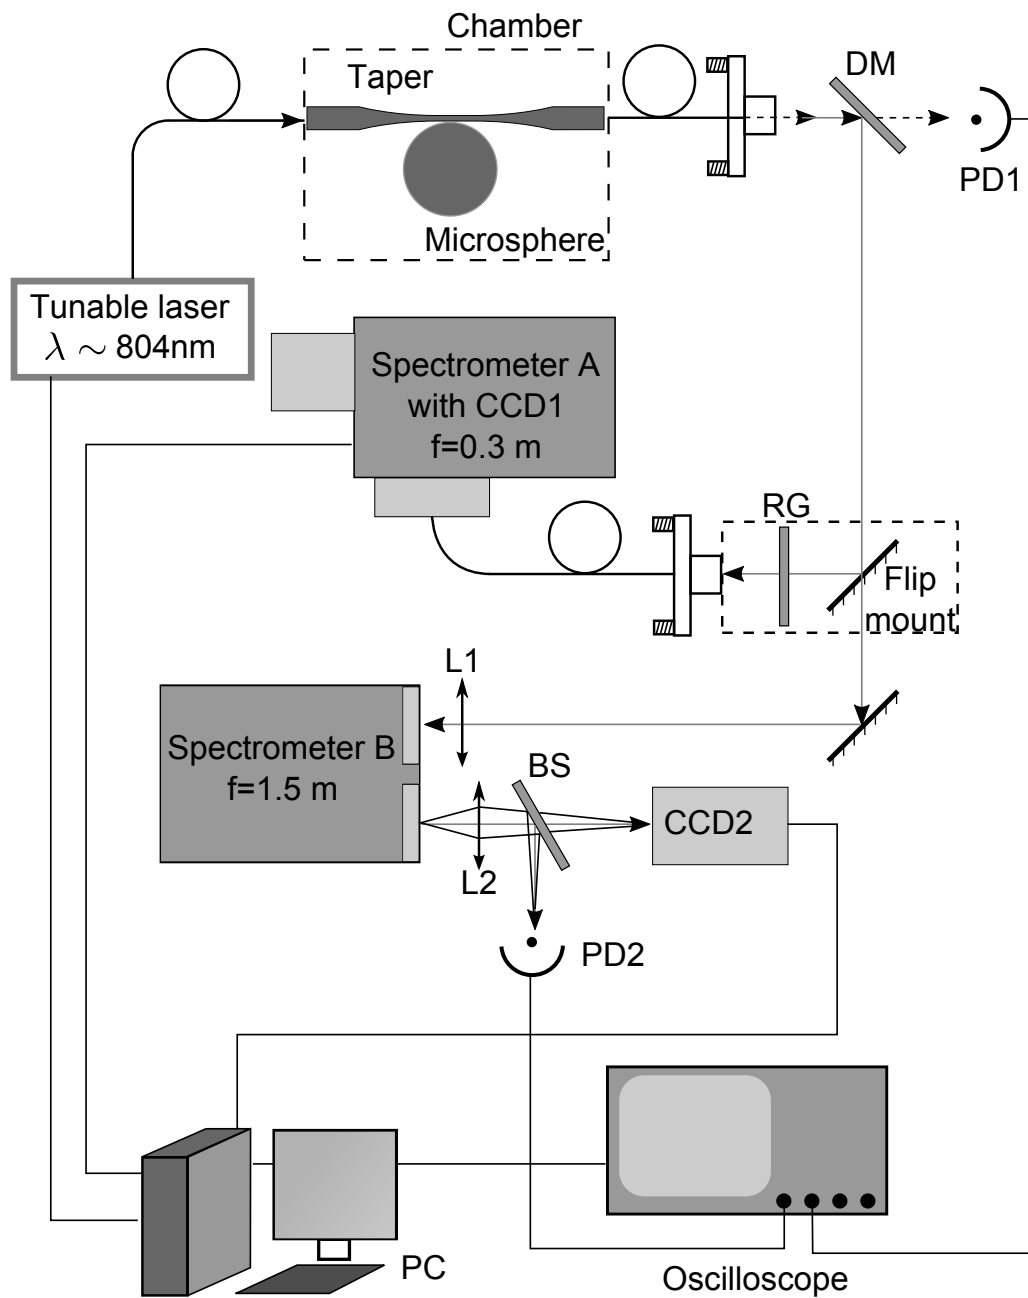 Chamber
Taper
DM
PD1
Microsphere
Tunable laser
λ ∼ 804nm
Spectrometer A
with CCD1
f=0.3 m
RG
Flip
mount
L1
Spectrometer B
f=1.5 m
BS
CCD2
L2
PD2
PC
Oscilloscope